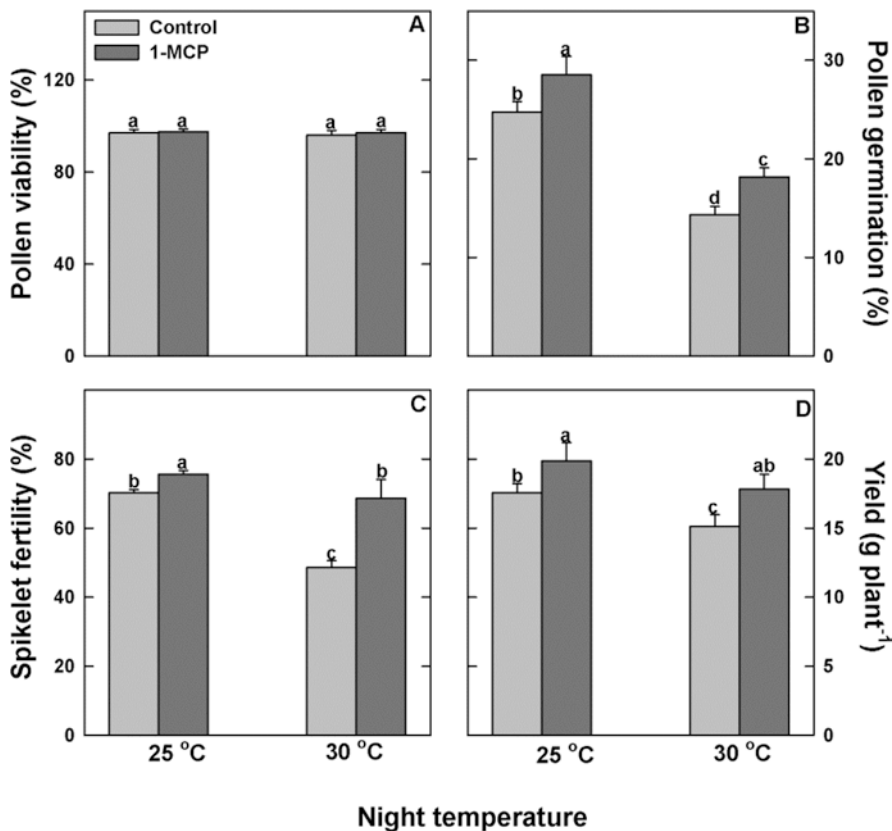 Control
1-MCP
A
B
Pollen viability (%)
120
80
40
0
a
a
a
a
b
a
d
c
30
20
10
0
Pollen germination (%)
C
D
Spikelet fertility (%)
80
60
40
20
0
b
a
c
b
b
a
c
ab
20
15
10
5
0
Yield (g plant⁻¹)
25 °C
30 °C
25 °C
30 °C
Night temperature